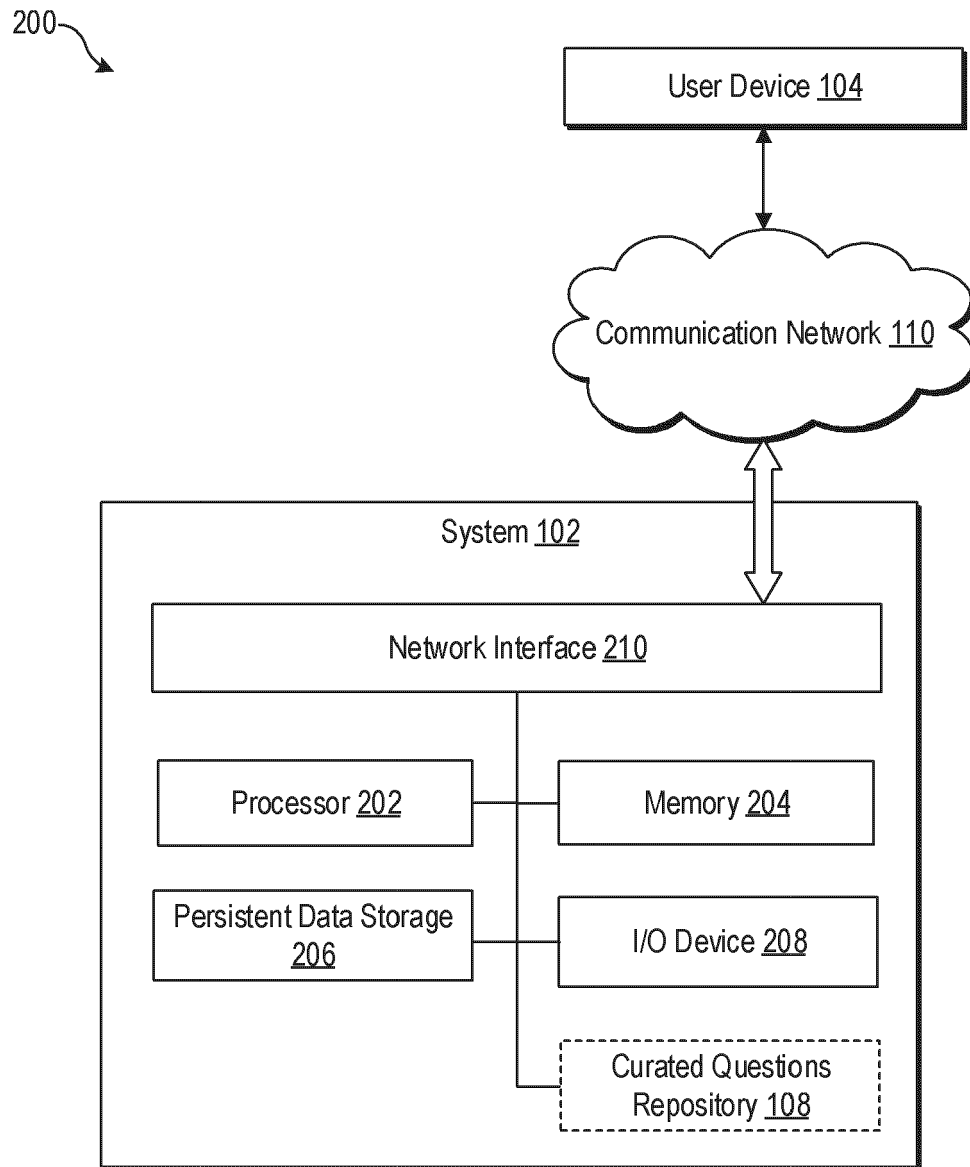 200
User Device 104
Communication Network 110
System 102
Network Interface 210
Processor 202
Memory 204
Persistent Data Storage
206
I/O Device 208
Curated Questions
Repository 108